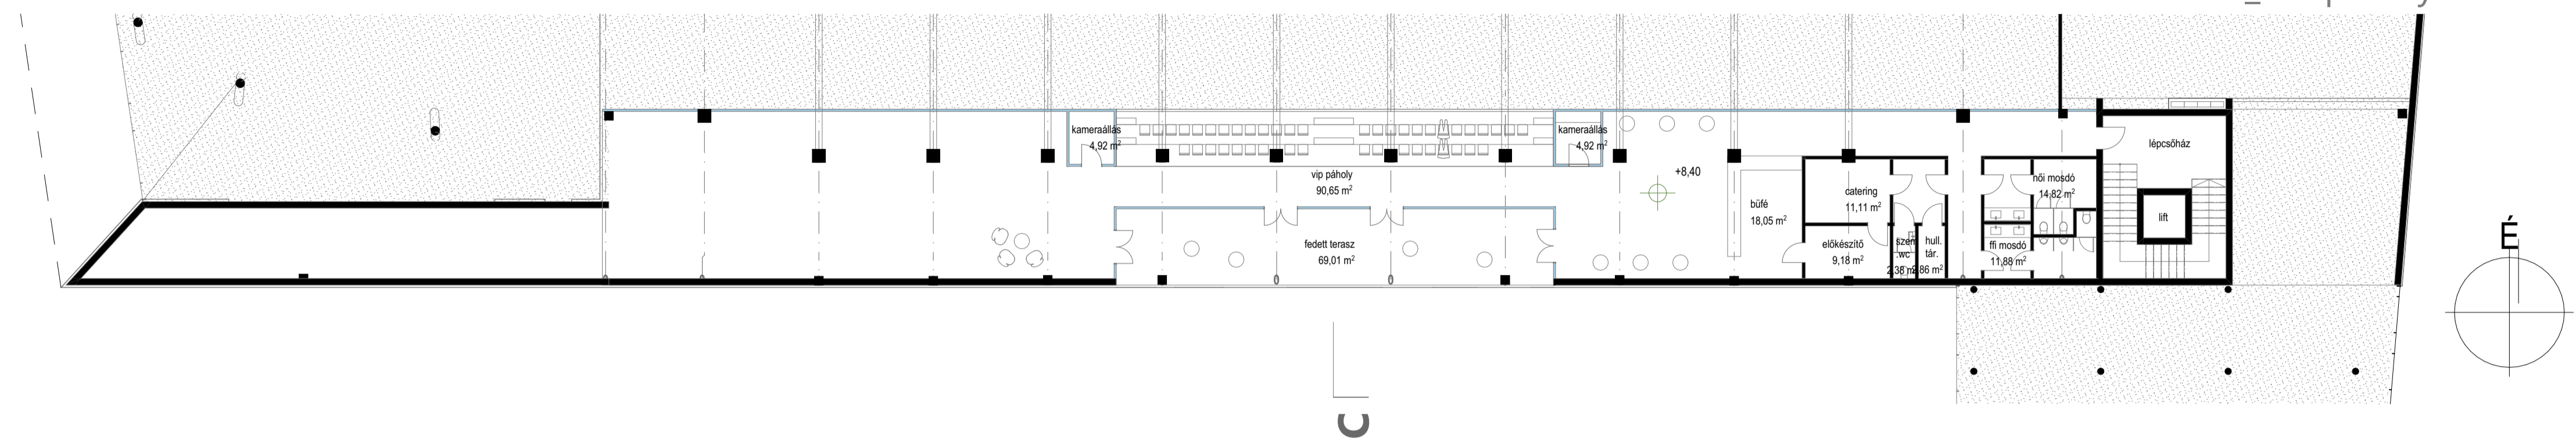 kameraállás
4,92 m²
vip páholy
90,65 m²
fedett terasz
69,01 m²
kameraállás
4,92 m²
+8,40
büfé
18,05 m²
catering
11,11 m²
előkészítő
9,18 m²
.wc
hull.
tár.
női mosdó
14,82 m²
ffi mosdó
11,88 m²
lépcsőház
lift
É
C